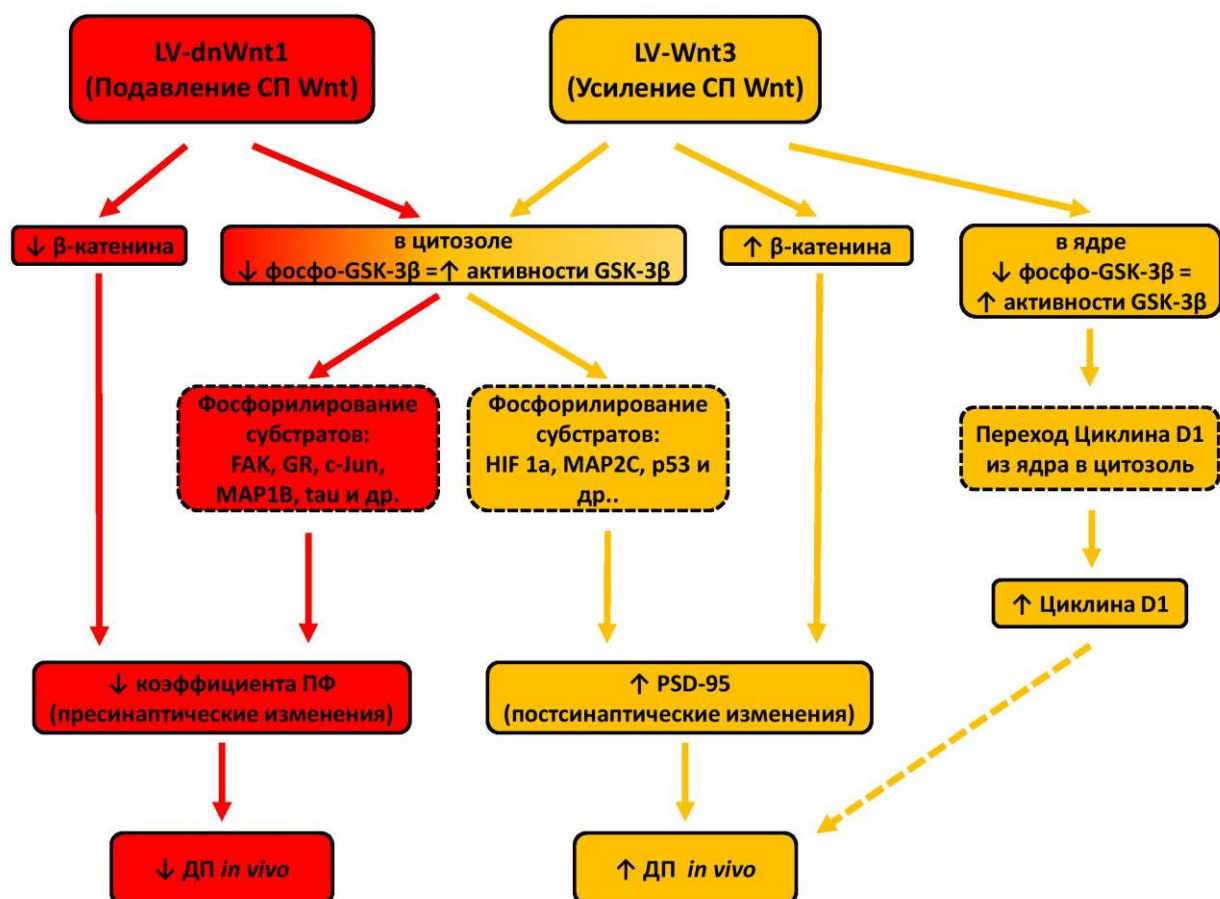 LV-dnWnt1
(Подавление СП Wnt)
LV-Wnt3
(Усиление СП Wnt)
↓ β-катенина
в цитозоле
↓ фосфо-GSK-3β =↑ активности GSK-3β
↑ β-катенина
в ядре
↓ фосфо-GSK-3β =
↑ активности GSK-3β
Фосфорилирование
субстратов:
FAK, GR, c-Jun,
MAP1B, tau и др.
Фосфорилирование
субстратов:
HIF 1a, MAP2C, p53 и
др..
Переход Циклина D1
из ядра в цитозоль
↑ Циклина D1
↓ коэффициента ПФ
(пресинаптические изменения)
↑ PSD-95
(постсинаптические изменения)
↓ ДП in vivo
↑ ДП in vivo